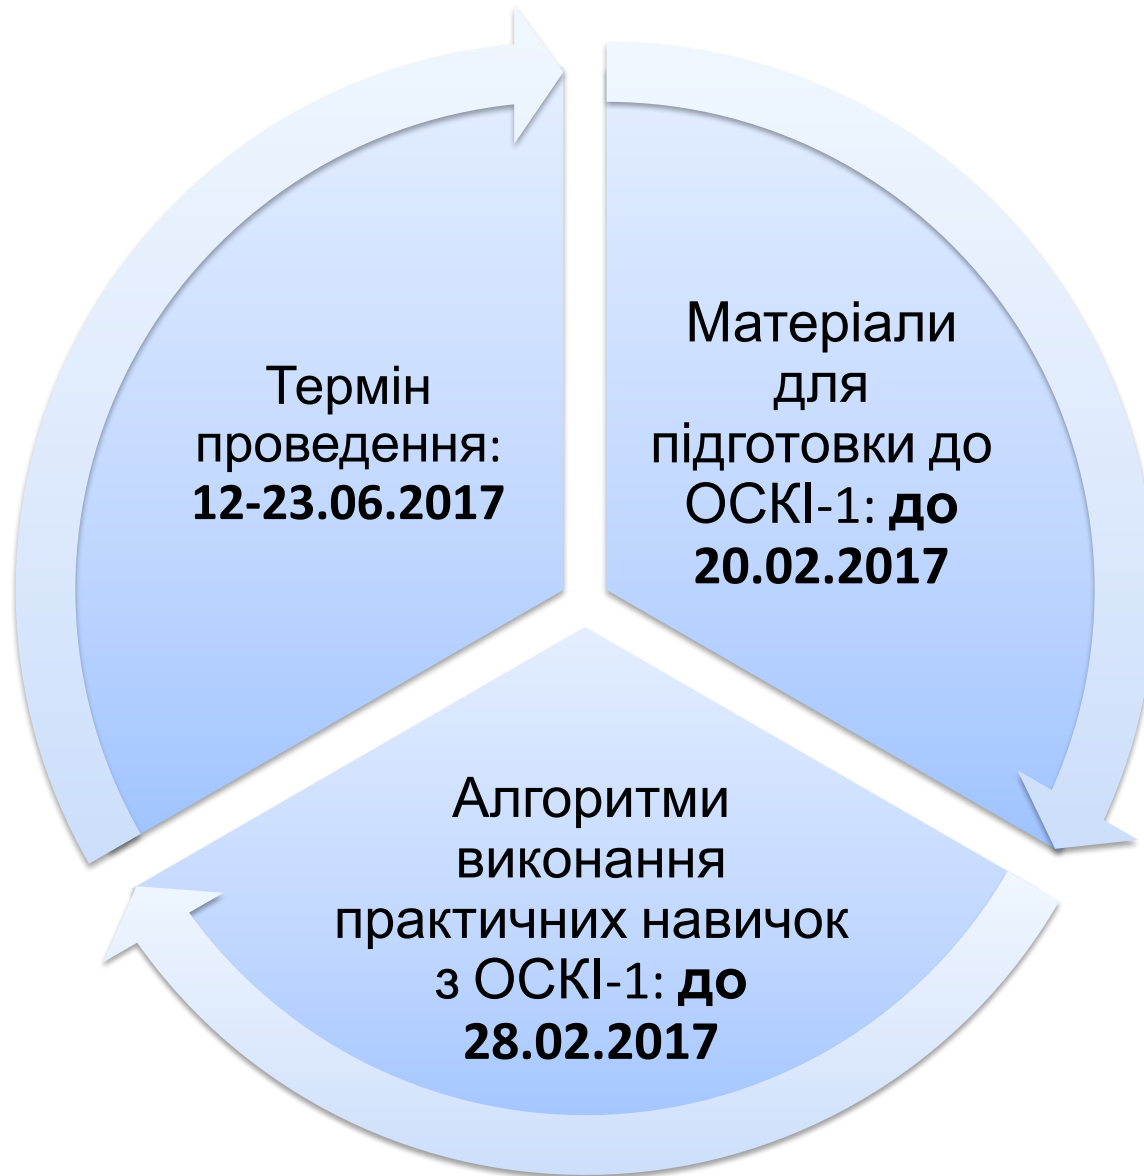 Матеріали
для
підготовки до
ОСКІ-1: до
20.02.2017
Алгоритми
виконання
практичних навичок
з ОСКІ-1: до
28.02.2017
Термін
проведення:
12-23.06.2017